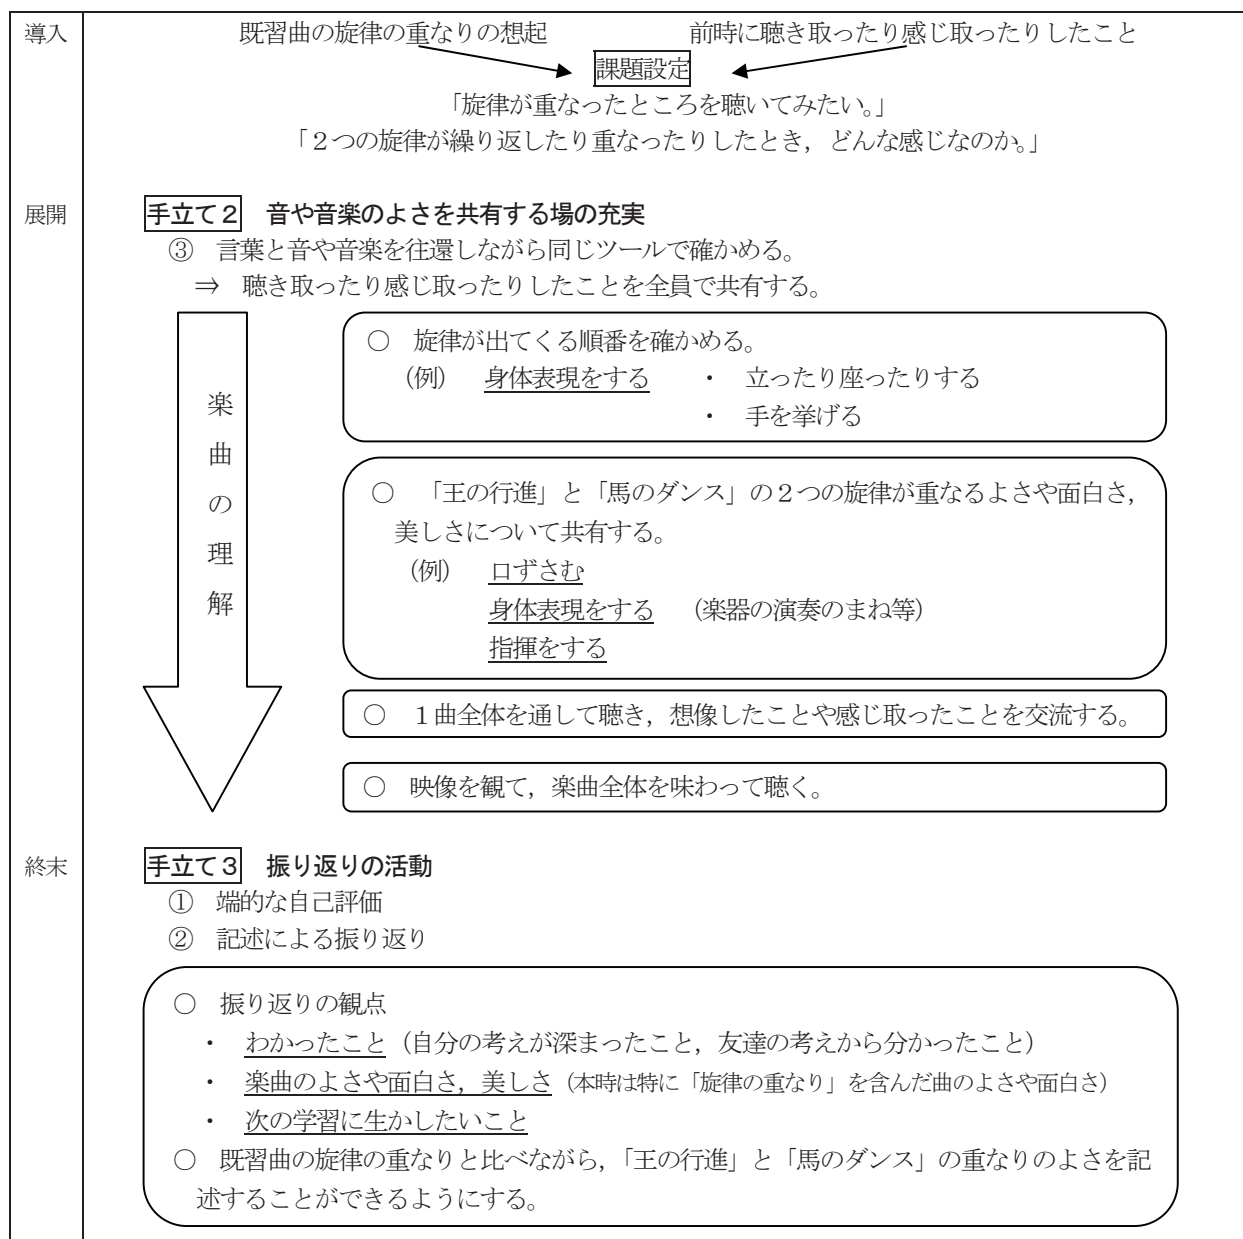 導入
既習曲の旋律の重なりの想起　　前時に聴き取ったり感じ取ったりしたこと
課題設定
「旋律が重なったところを聴いてみたい。」
「２つの旋律が繰り返したり重なったりしたとき，どんな感じなのか。」
展開
手立て２　音や音楽のよさを共有する場の充実
③　言葉と音や音楽を往還しながら同じツールで確かめる。
⇒　聴き取ったり感じ取ったりしたことを全員で共有する。
楽曲の理解
○　旋律が出てくる順番を確かめる。
（例）　身体表現をする　・　立ったり座ったりする
・　手を挙げる
○　「王の行進」と「馬のダンス」の２つの旋律が重なるよさや面白さ，
美しさについて共有する。
（例）　口ずさむ
身体表現をする　（楽器の演奏のまね等）
指揮をする
○　１曲全体を通して聴き，想像したことや感じ取ったことを交流する。
○　映像を観て，楽曲全体を味わって聴く。
終末
手立て３　振り返りの活動
①　端的な自己評価
②　記述による振り返り
○　振り返りの観点
・　わかったこと（自分の考えが深まったこと，友達の考えから分かったこと）
・　楽曲のよさや面白さ，美しさ（本時は特に「旋律の重なり」を含んだ曲のよさや面白さ）
・　次の学習に生かしたいこと
○　既習曲の旋律の重なりと比べながら，「王の行進」と「馬のダンス」の重なりのよさを記
述することができるようにする。